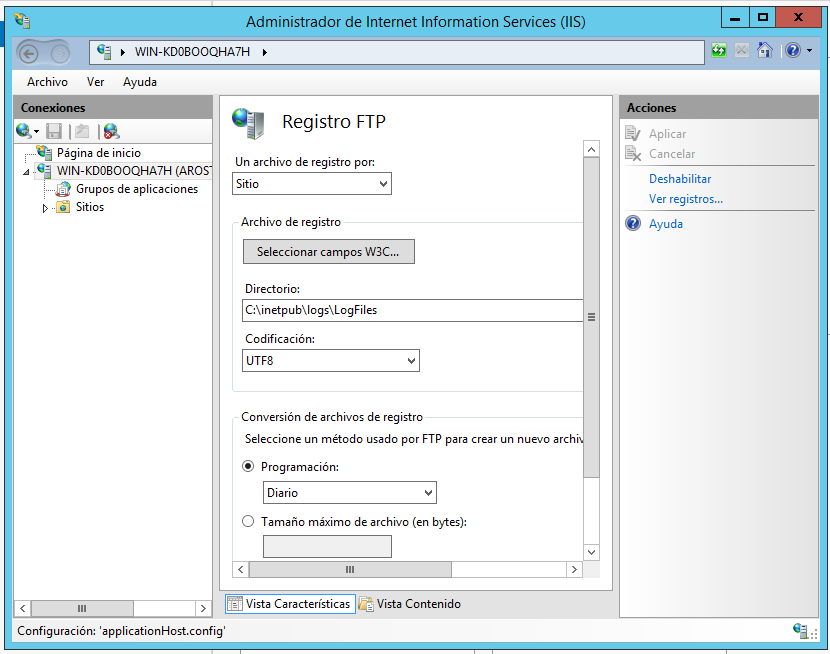 Administrador de Internet Information Services (IIS)
WIN-KD0BOOQHA7H
Archivo Ver Ayuda
Conexiones
Página de inicio
WIN-KD0BOOQHA7H (AROST
Grupos de aplicaciones
Sitios
Registro FTP
Un archivo de registro por:
Sitio
Archivo de registro
Seleccionar campos W3C...
Directorio:
C:\inetpub\logs\LogFiles
Codificación:
UTF8
Conversión de archivos de registro
Seleccione un método usado por FTP para crear un nuevo archiv
Programación:
Diario
Tamaño máximo de archivo (en bytes):
Vista Características Vista Contenido
Acciones
Aplicar
Cancelar
Deshabilitar
Ver registros...
Ayuda
Configuración: 'applicationHost.config'